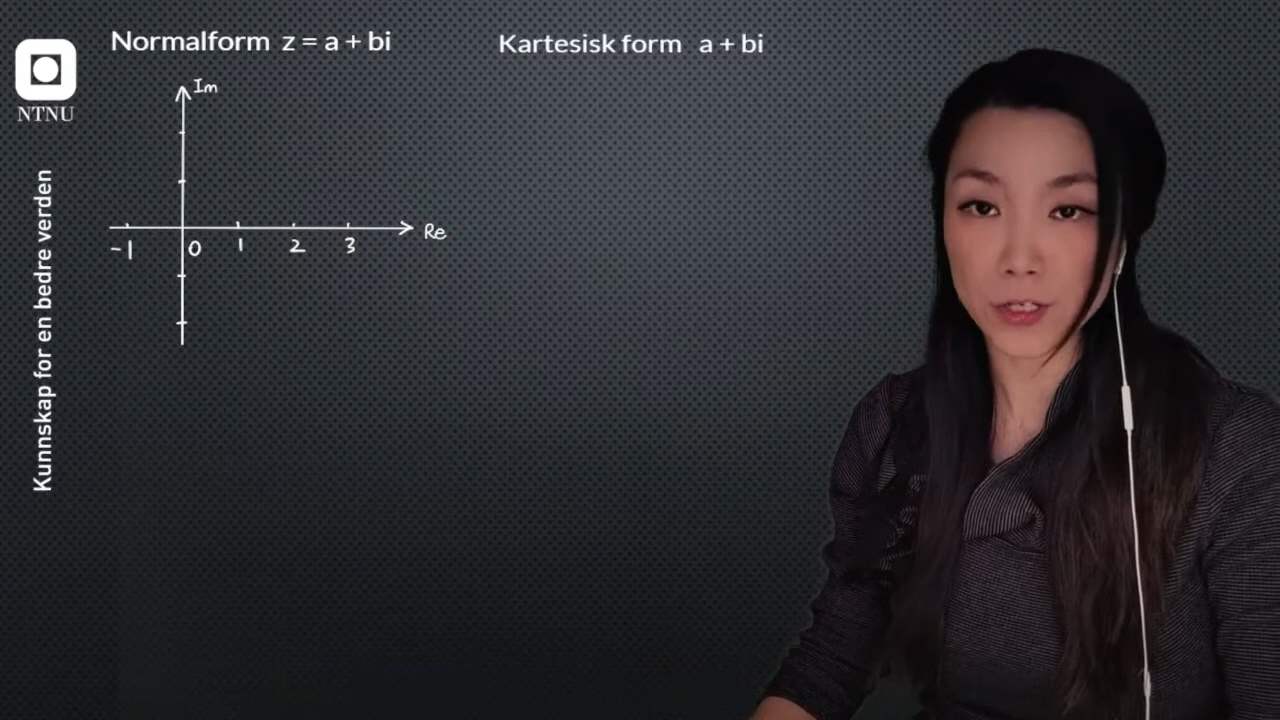 Normalform z = a + bi
Kartesisk form a + bi
NTNU
Kunnskap for en bedre verden
Im
Re
-1 0 1 2 3